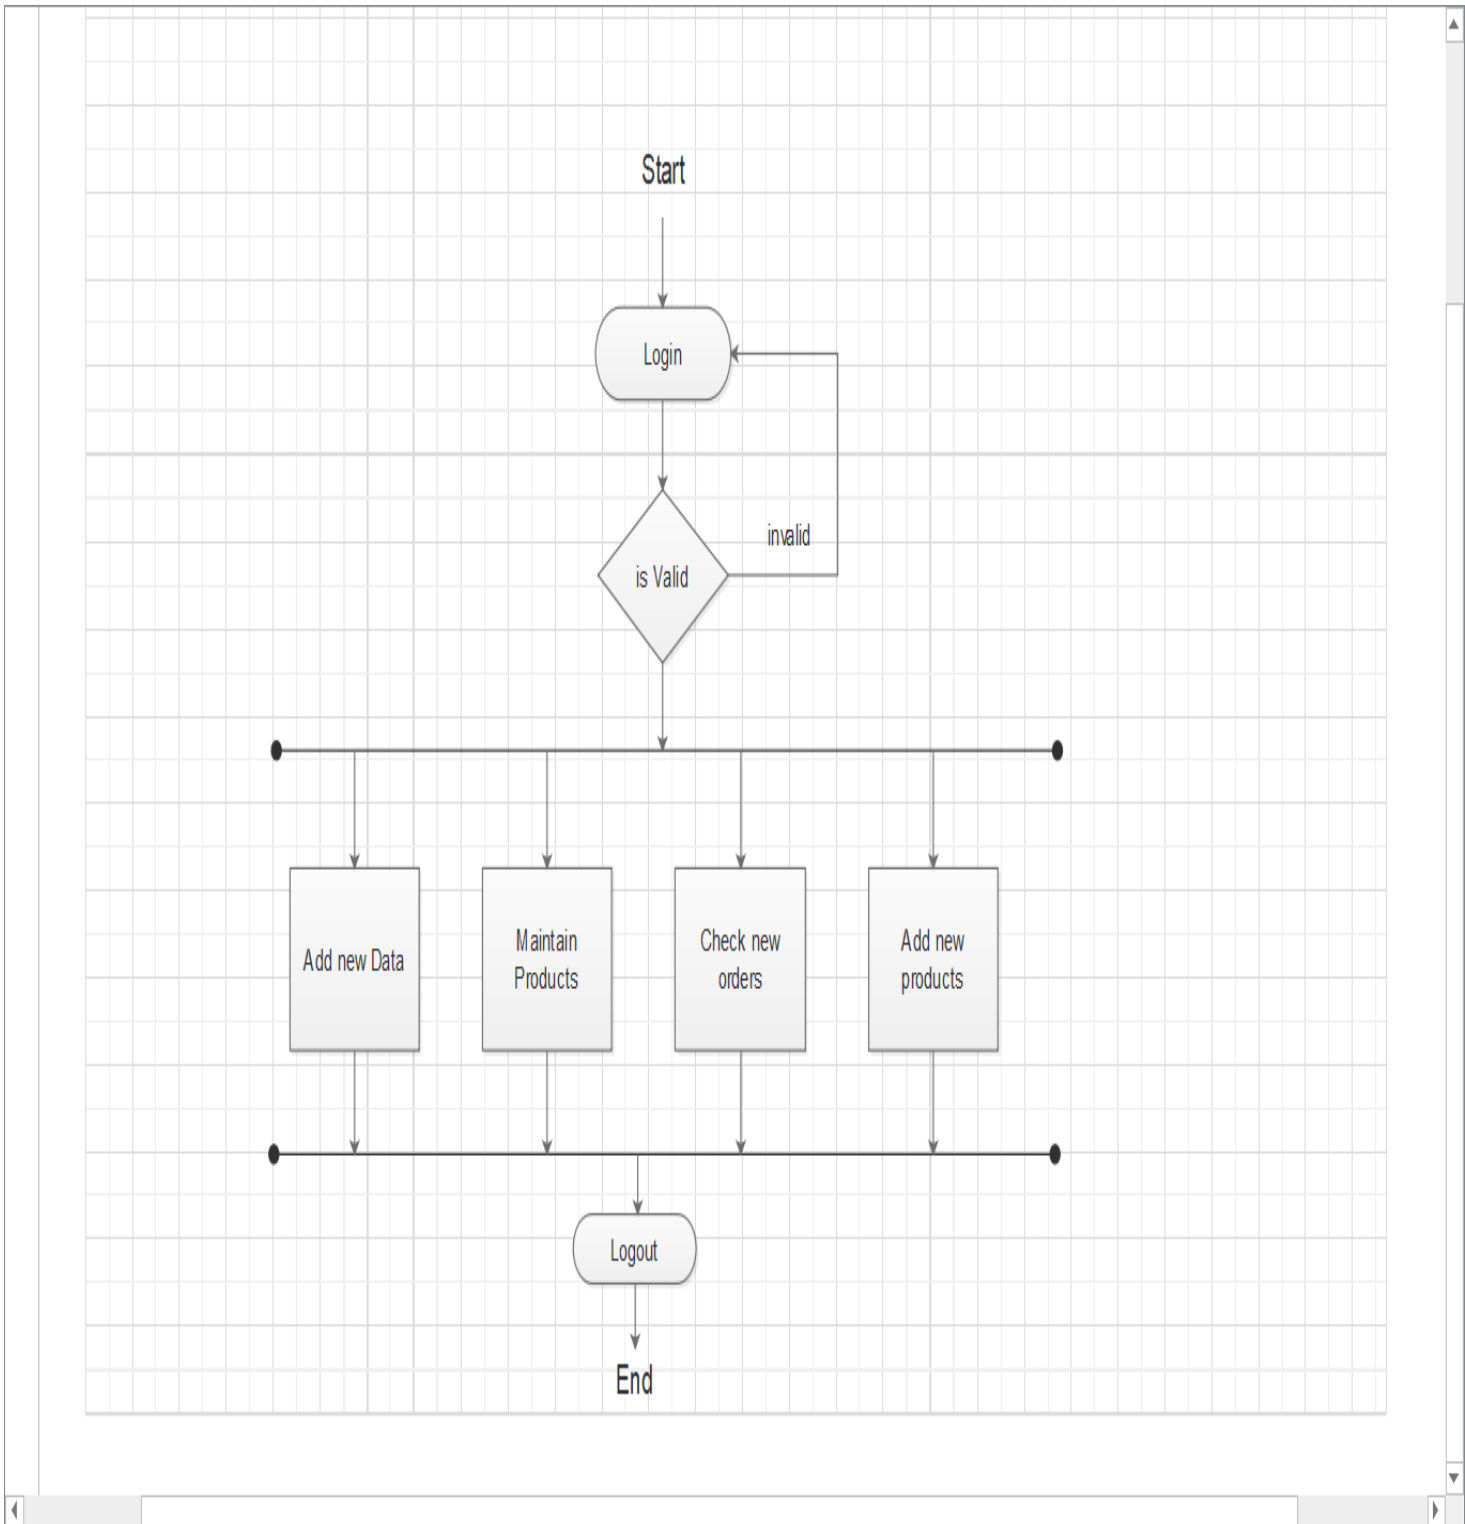 Start
Login
invalid
is Valid
Add new Data
Maintain
Products
Check new
orders
Add new
products
Logout
End